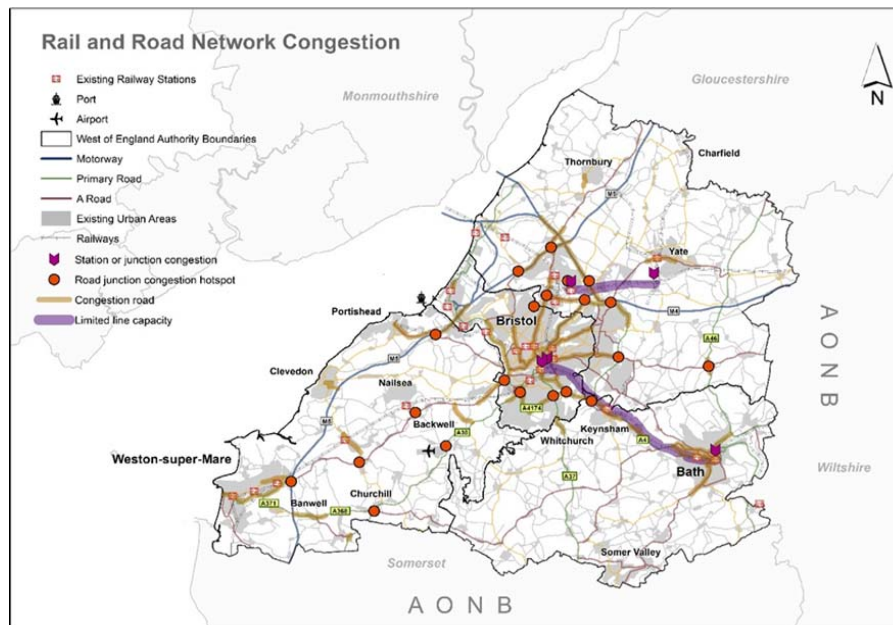 Rail and Road Network Congestion
Existing Railway Stations
Port
Airport
West of England Authority Boundaries
Motorway
Primary Road
A Road
Existing Urban Areas
Railways
Station or junction congestion
Road junction congestion hotspot
Congestion road
Limited line capacity
Monmouthshire
Gloucestershire
N
Charfield
Thornbury
M5
Yate
Portishead
Bristol
M4
A46
AONB
Clevedon
M5
Nailsea
M5
Backwell
A4174
Keynsham
A38
Whitchurch
A4
Weston-super-Mare
Bath
Wiltshire
A37
Churchill
Banwell
A371
A368
Somer Valley
Somerset
AONB